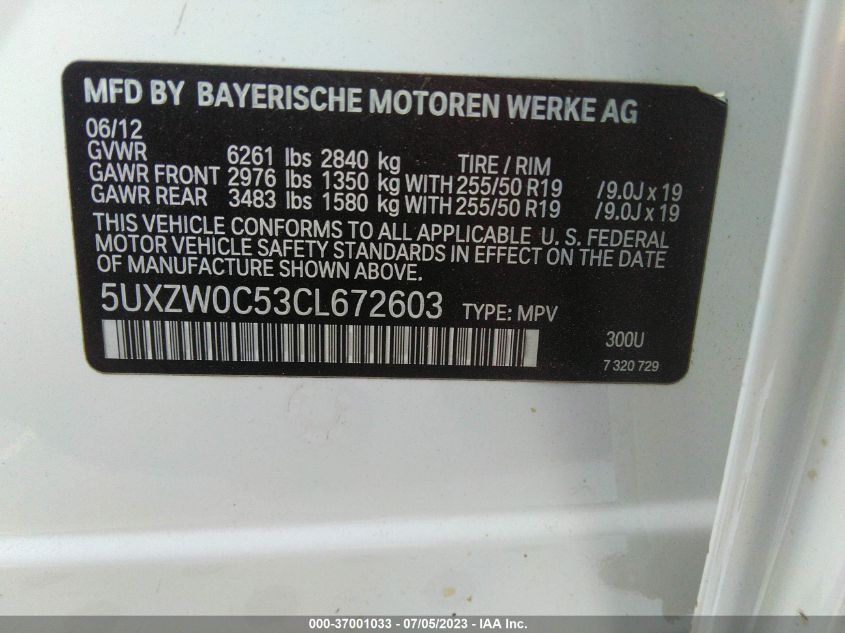 MFD BY BAYERISCHE MOTOREN WERKE AG
06/12
GVWR 6261 lbs 2840 kg TIRE / RIM
GAWR FRONT 2976 lbs 1350 kg WITH 255/50 R19 /9.0J x 19
GAWR REAR 3483 lbs 1580 kg WITH 255/50 R19 /9.0J x 19
THIS VEHICLE CONFORMS TO ALL APPLICABLE U. S. FEDERAL
MOTOR VEHICLE SAFETY STANDARDS IN EFFECT ON THE DATE
OF MANUFACTURE SHOWN ABOVE.
5UXZW0C53CL672603 TYPE: MPV
300U
7 320 729
000-37001033 - 07/05/2023 - IAA Inc.